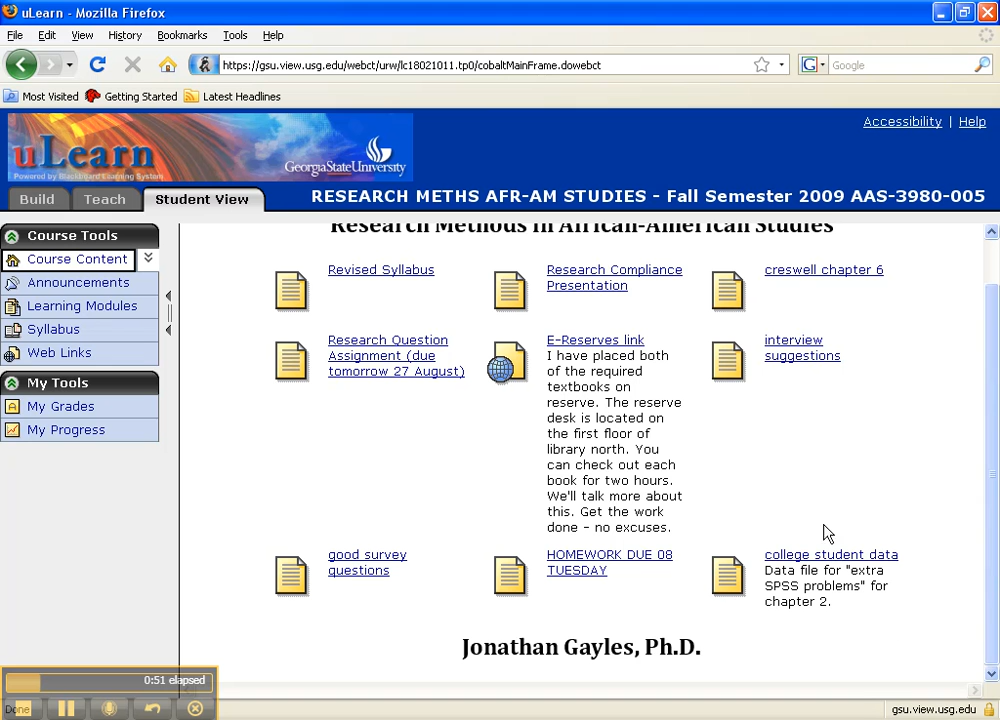 uLearn - Mozilla Firefox
File Edit View History Bookmarks Tools Help
https://gsu.view.usg.edu/webct/urw/lc18021011.tp0/cobaltMainFrame.dowebct
G Google
Most Visited Getting Started Latest Headlines
Accessibility | Help
uLearn
Powered by Blackboard Learning System
GeorgiaStateUniversity
Build Teach Student View
RESEARCH METHS AFR-AM STUDIES - Fall Semester 2009 AAS-3980-005
Course Tools
Course Content
Announcements
Learning Modules
Syllabus
Web Links
My Tools
My Grades
My Progress
Research Methods in African-American Studies
Revised Syllabus
Research Compliance
Presentation
creswell chapter 6
Research Question
Assignment (due
tomorrow 27 August)
E-Reserves link
I have placed both
of the required
textbooks on
reserve. The reserve
desk is located on
the first floor of
library north. You
can check out each
book for two hours.
We'll talk more about
this. Get the work
done - no excuses.
interview
suggestions
good survey
questions
HOMEWORK DUE 08
TUESDAY
college student data
Data file for "extra
SPSS problems" for
chapter 2.
Jonathan Gayles, Ph.D.
0:51 elapsed
Done
gsu.view.usg.edu